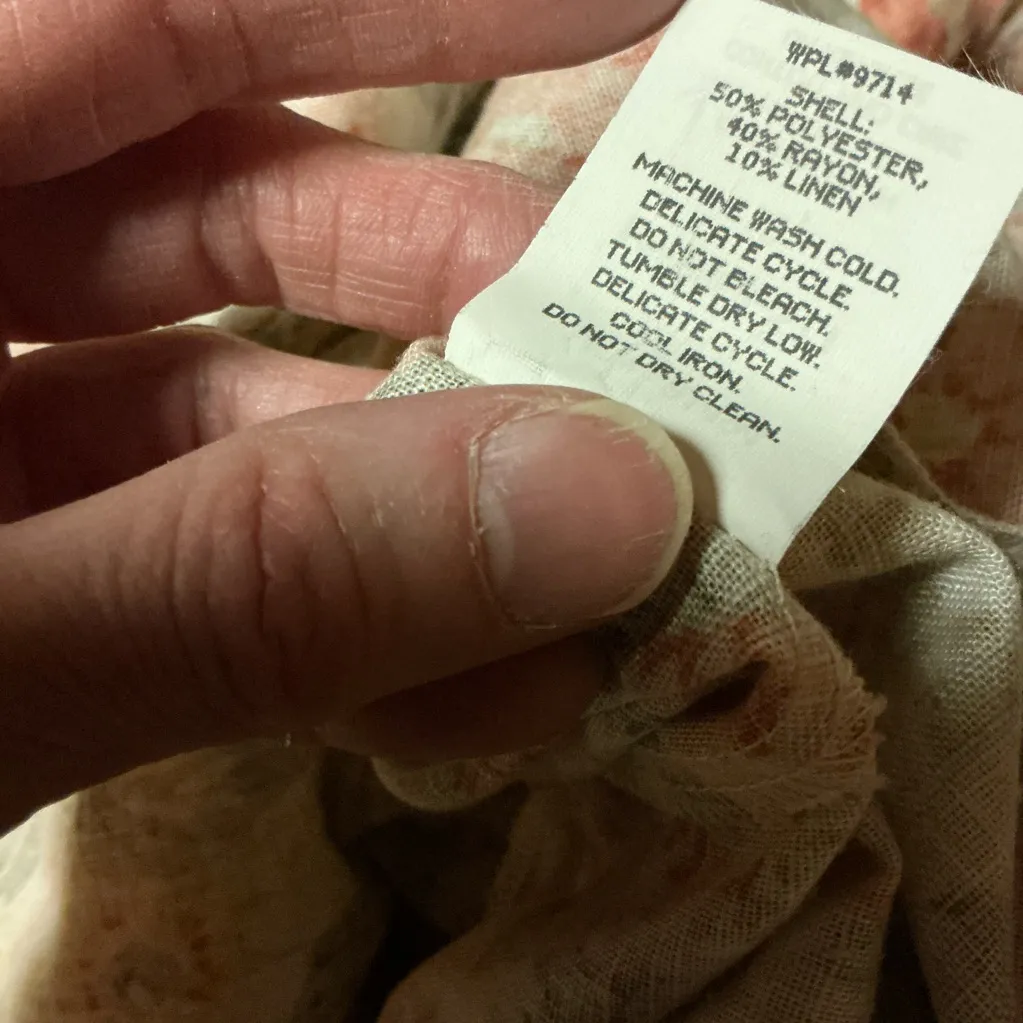 WPL#9714
SHELL:
50% POLYESTER,
40% RAYON,
10% LINEN
MACHINE WASH COLD.
DELICATE CYCLE.
DO NOT BLEACH.
TUMBLE DRY LOW.
DELICATE CYCLE.
COOL IRON.
DO NOT DRY CLEAN.